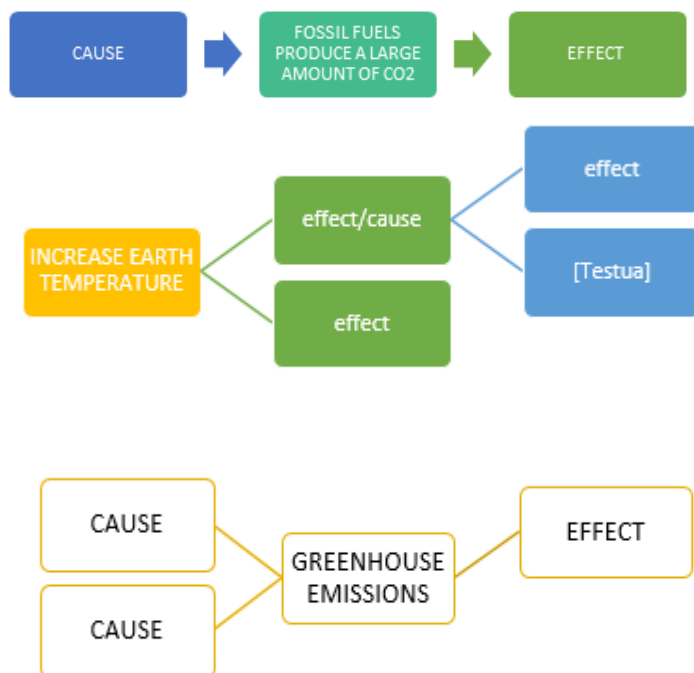 CAUSE
FOSSIL FUELS
PRODUCE A LARGE
AMOUNT OF CO2
EFFECT
INCREASE EARTH
TEMPERATURE
effect/cause
effect
effect
[Testua]
CAUSE
CAUSE
GREENHOUSE
EMISSIONS
EFFECT